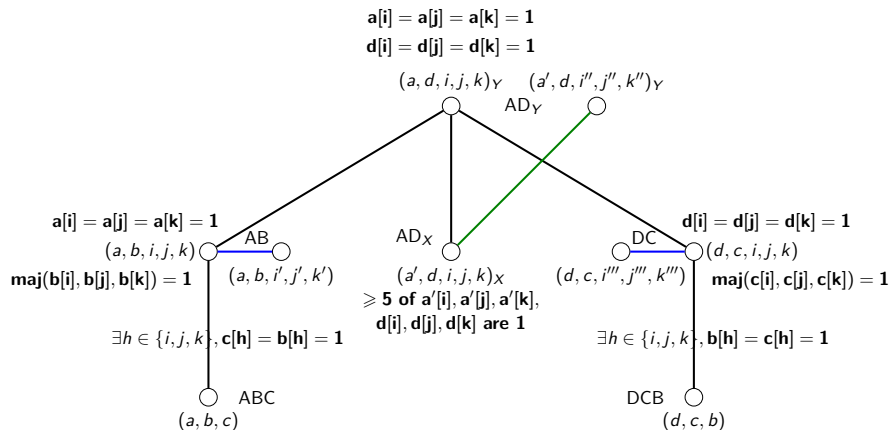 a[i] = a[j] = a[k] = 1
d[i] = d[j] = d[k] = 1
(a, d, i, j, k)_Y
(a′, d, i″, j″, k″)_Y
AD_Y
a[i] = a[j] = a[k] = 1
d[i] = d[j] = d[k] = 1
AB
AD_X
DC
(a, b, i, j, k)
(d, c, i, j, k)
(a, b, i′, j′, k′)
(a′, d, i, j, k)_X
(d, c, i‴, j‴, k‴)
maj(b[i], b[j], b[k]) = 1
maj(c[i], c[j], c[k]) = 1
⩾ 5 of a′[i], a′[j], a′[k],
d[i], d[j], d[k] are 1
∃h ∈ {i, j, k}, c[h] = b[h] = 1
∃h ∈ {i, j, k}, b[h] = c[h] = 1
ABC
DCB
(a, b, c)
(d, c, b)